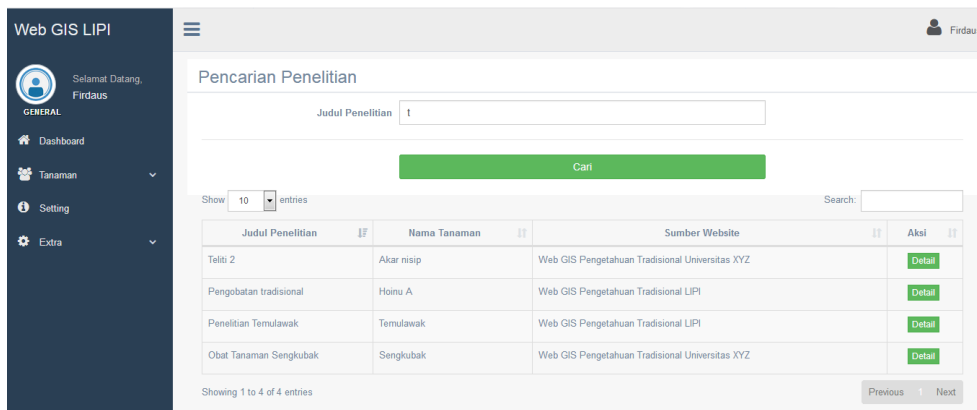 Web GIS LIPI
Firdau
Selamat Datang,
Firdaus
GENERAL
Dashboard
Tanaman
Setting
Extra
Pencarian Penelitian
Judul Penelitian t
Cari
Show 10 entries Search:
Judul Penelitian Nama Tanaman Sumber Website Aksi
Teliti 2 Akar nisip Web GIS Pengetahuan Tradisional Universitas XYZ Detail
Pengobatan tradisional Hoinu A Web GIS Pengetahuan Tradisional LIPI Detail
Penelitian Temulawak Temulawak Web GIS Pengetahuan Tradisional LIPI Detail
Obat Tanaman Sengkubak Sengkubak Web GIS Pengetahuan Tradisional Universitas XYZ Detail
Showing 1 to 4 of 4 entries Previous 1 Next